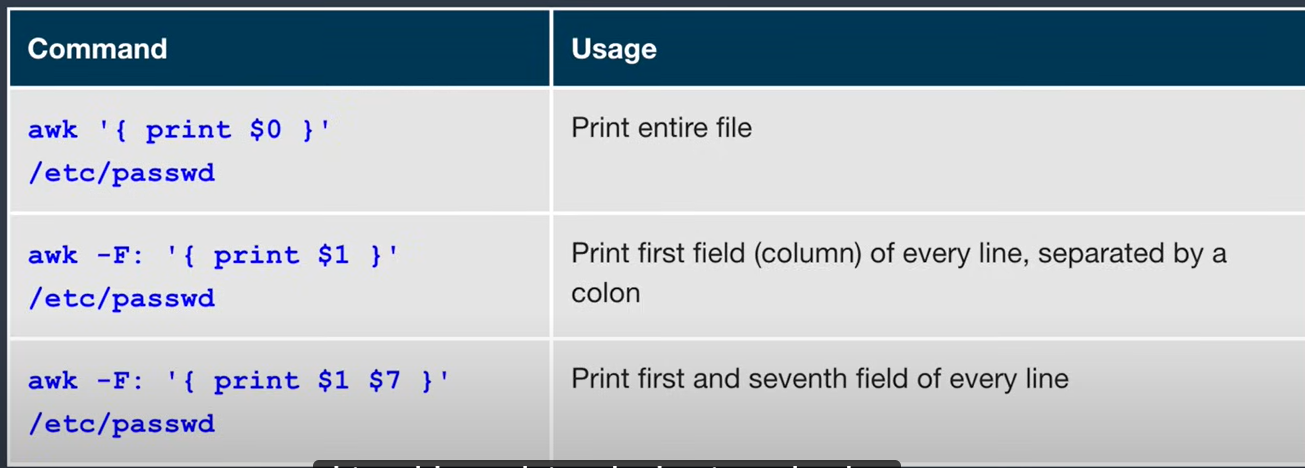 Command
Usage
awk '{ print $0 }'
/etc/passwd
Print entire file
awk -F: '{ print $1 }'
/etc/passwd
Print first field (column) of every line, separated by a
colon
awk -F: '{ print $1 $7 }'
/etc/passwd
Print first and seventh field of every line